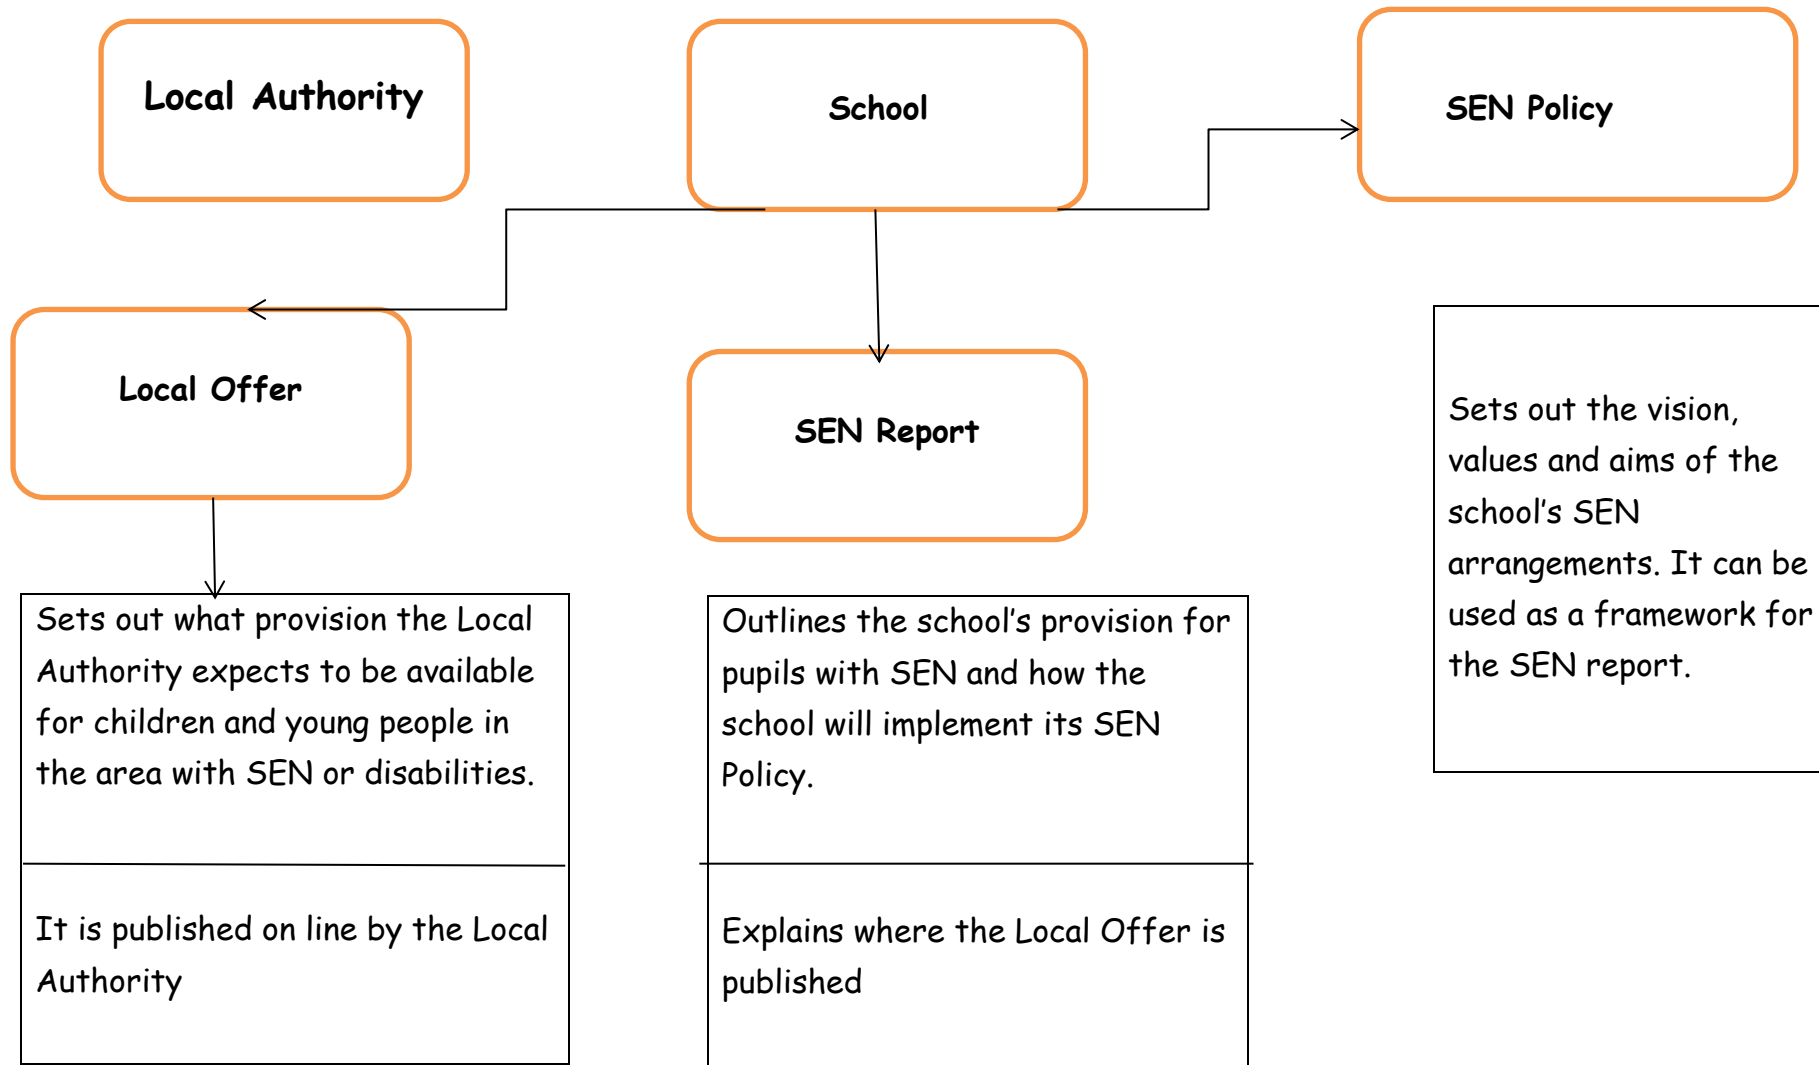 Local Authority
School
SEN Policy
Local Offer
SEN Report
Sets out what provision the Local
Authority expects to be available
for children and young people in
the area with SEN or disabilities.
It is published on line by the Local
Authority
Outlines the school's provision for
pupils with SEN and how the
school will implement its SEN
Policy.
Explains where the Local Offer is
published
Sets out the vision,
values and aims of the
school's SEN
arrangements. It can be
used as a framework for
the SEN report.